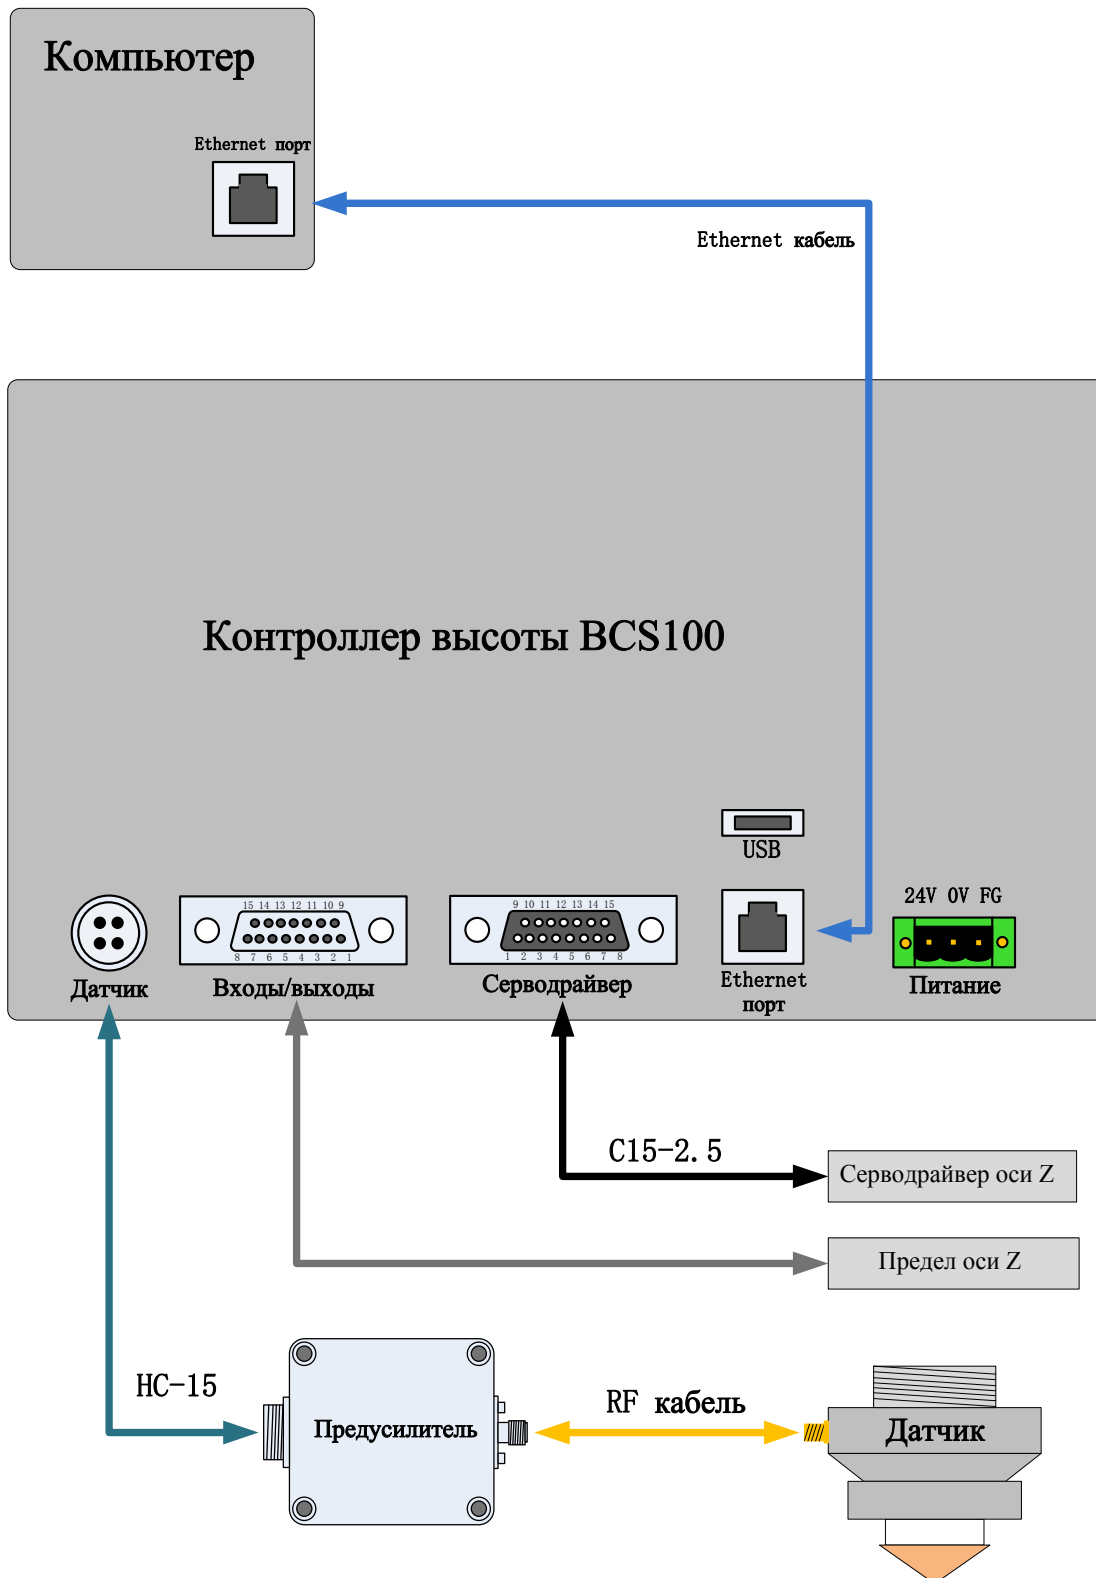 Компьютер
Ethernet порт
Ethernet кабель
Контроллер высоты BCS100
USB
24V 0V FG
15 14 13 12 11 10 9
8 7 6 5 4 3 2 1
9 10 11 12 13 14 15
1 2 3 4 5 6 7 8
Датчик
Входы/выходы
Серводрайвер
Ethernet
порт
Питание
C15-2.5
Серводрайвер оси Z
Предел оси Z
HC-15
Предусилитель
RF кабель
Датчик